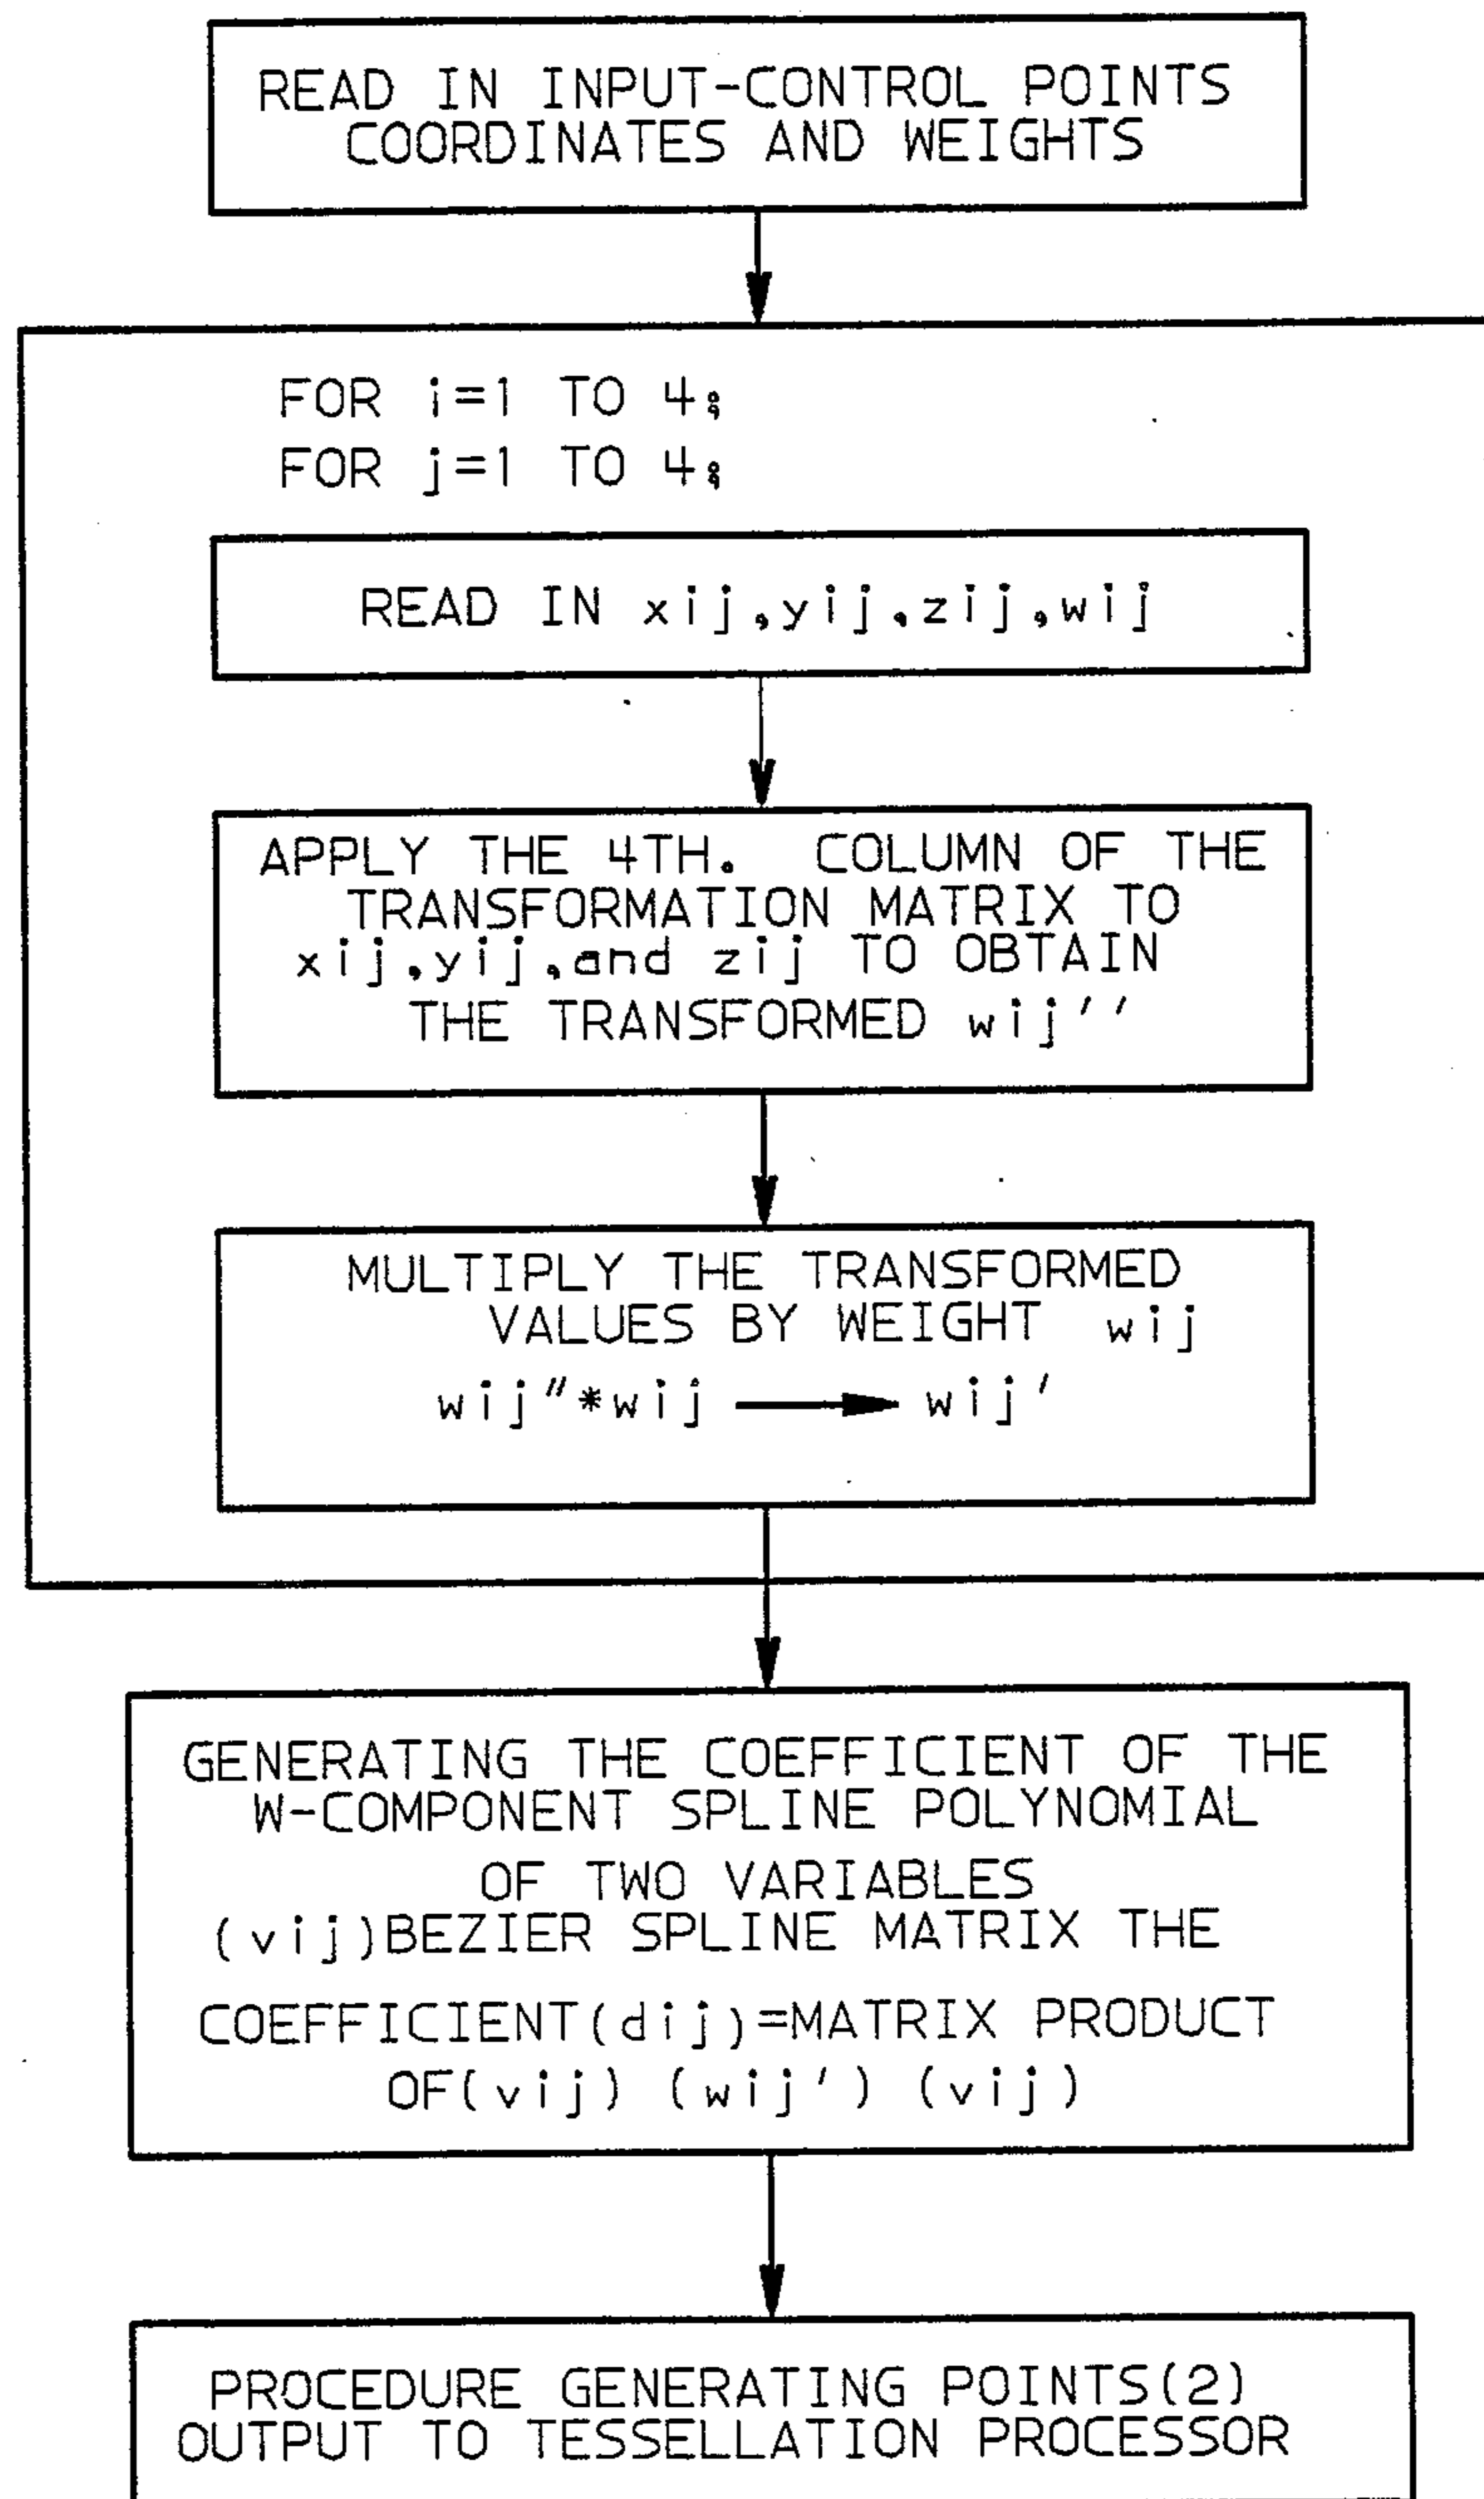 READ IN INPUT-CONTROL POINTS
COORDINATES AND WEIGHTS
FOR i=1 TO 4;
FOR j=1 TO 4;
READ IN xij,yij,zij,wij
APPLY THE 4TH. COLUMN OF THE
TRANSFORMATION MATRIX TO
xij,yij,and zij TO OBTAIN
THE TRANSFORMED wij''
MULTIPLY THE TRANSFORMED
VALUES BY WEIGHT wij
wij"*wij → wij'
GENERATING THE COEFFICIENT OF THE
W-COMPONENT SPLINE POLYNOMIAL
OF TWO VARIABLES
(vij)BEZIER SPLINE MATRIX THE
COEFFICIENT(dij)=MATRIX PRODUCT
OF(vij) (wij') (vij)
PROCEDURE GENERATING POINTS(2)
OUTPUT TO TESSELLATION PROCESSOR